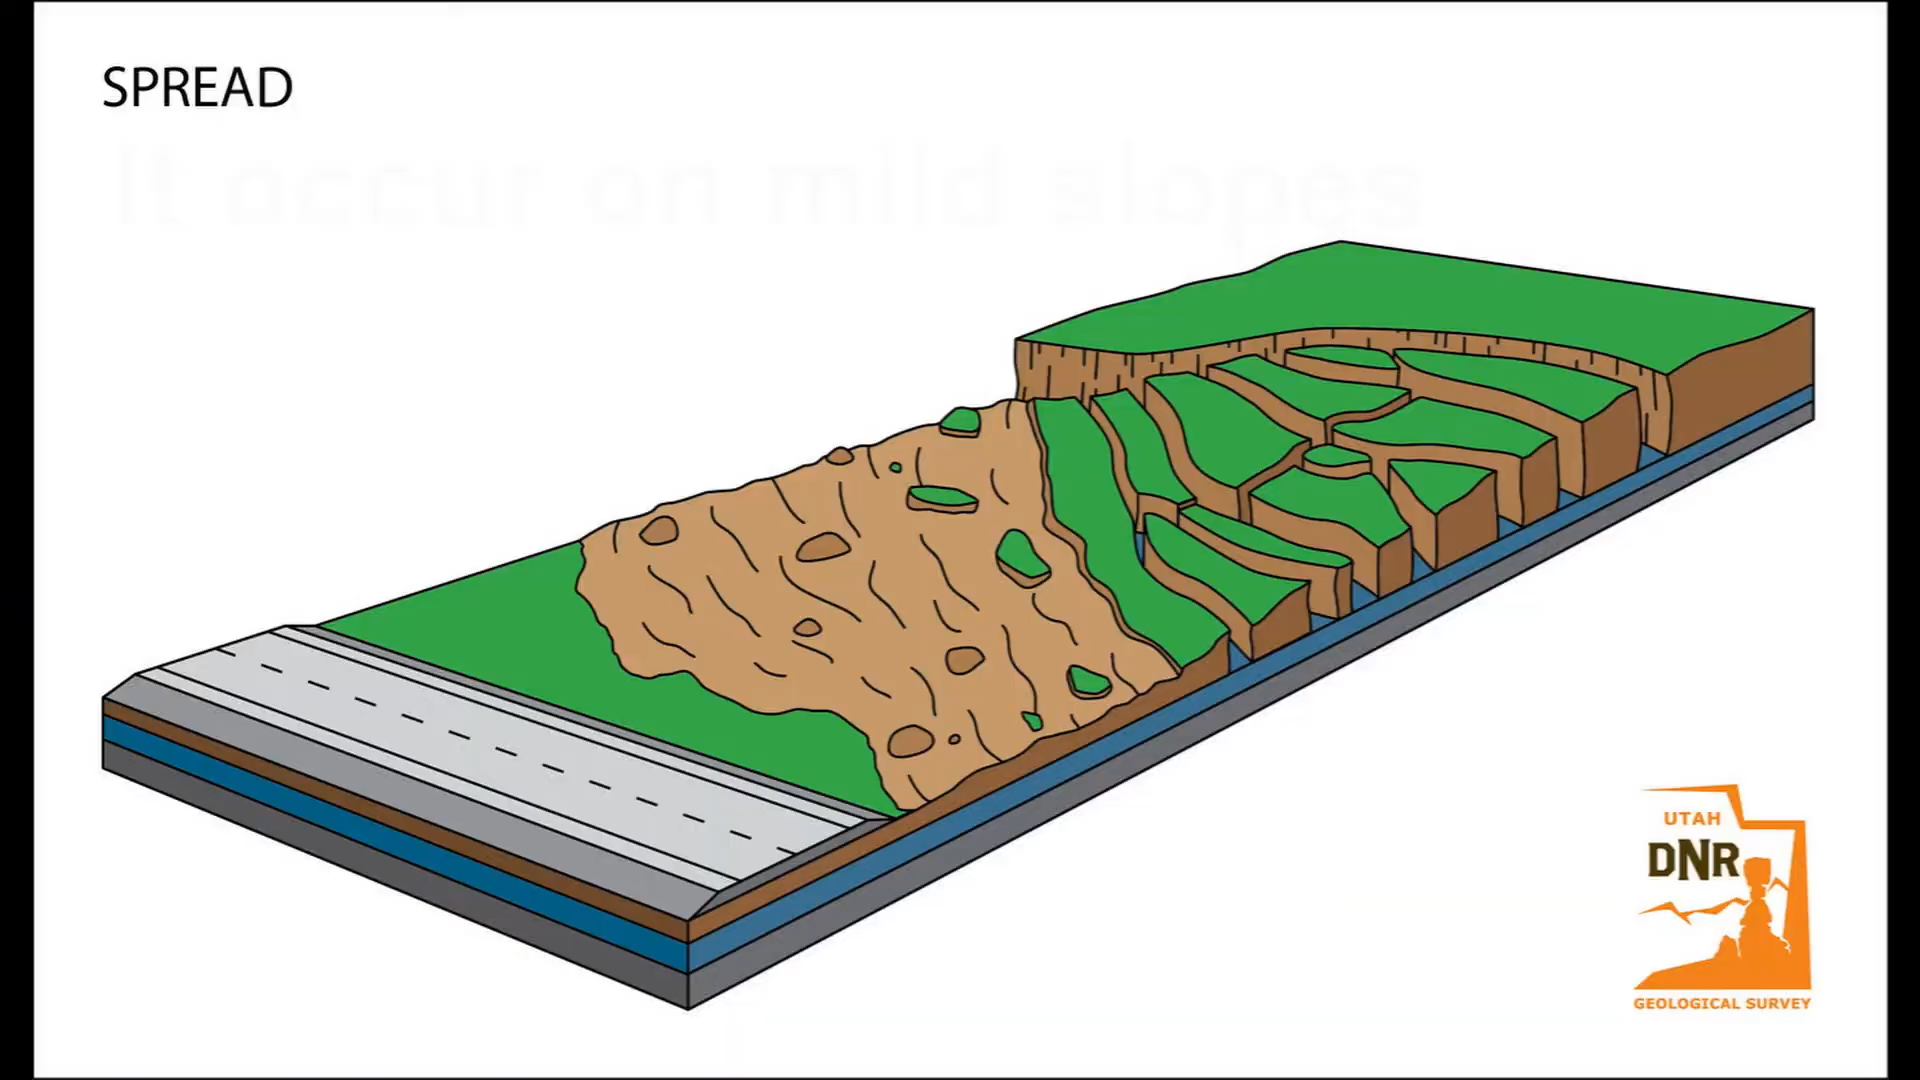 SPREAD
It occur on mild slopes
UTAH
DNR
GEOLOGICAL SURVEY